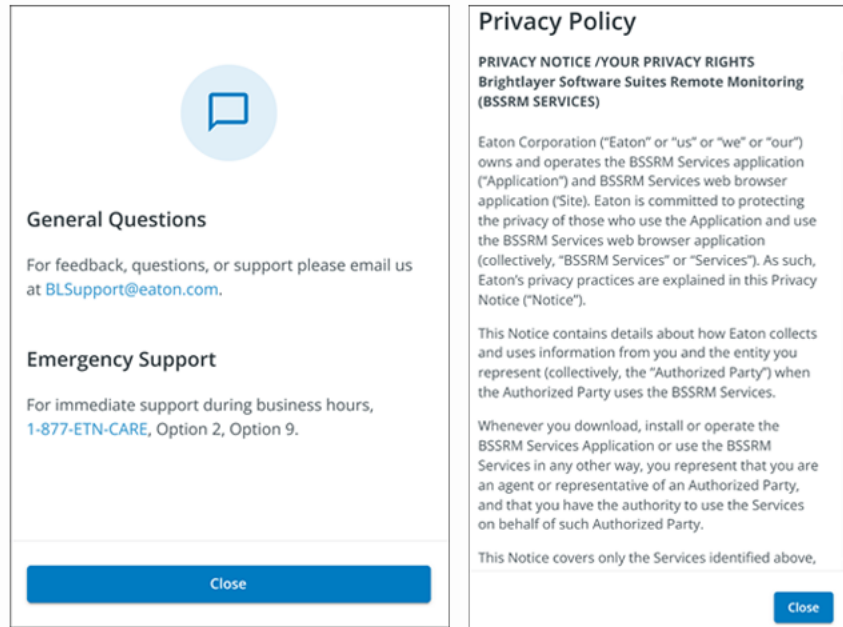 General Questions
For feedback, questions, or support please email us
at BLSupport@eaton.com.
Emergency Support
For immediate support during business hours,
1-877-ETN-CARE, Option 2, Option 9.
Close
Privacy Policy
PRIVACY NOTICE /YOUR PRIVACY RIGHTS
Brightlayer Software Suites Remote Monitoring
(BSSRM SERVICES)
Eaton Corporation (“Eaton” or “us” or “we” or “our”)
owns and operates the BSSRM Services application
(“Application”) and BSSRM Services web browser
application (‘Site). Eaton is committed to protecting
the privacy of those who use the Application and use
the BSSRM Services web browser application
(collectively, “BSSRM Services” or “Services”). As such,
Eaton’s privacy practices are explained in this Privacy
Notice (“Notice”).
This Notice contains details about how Eaton collects
and uses information from you and the entity you
represent (collectively, the “Authorized Party”) when
the Authorized Party uses the BSSRM Services.
Whenever you download, install or operate the
BSSRM Services Application or use the BSSRM
Services in any other way, you represent that you are
an agent or representative of an Authorized Party,
and that you have the authority to use the Services
on behalf of such Authorized Party.
This Notice covers only the Services identified above,
Close